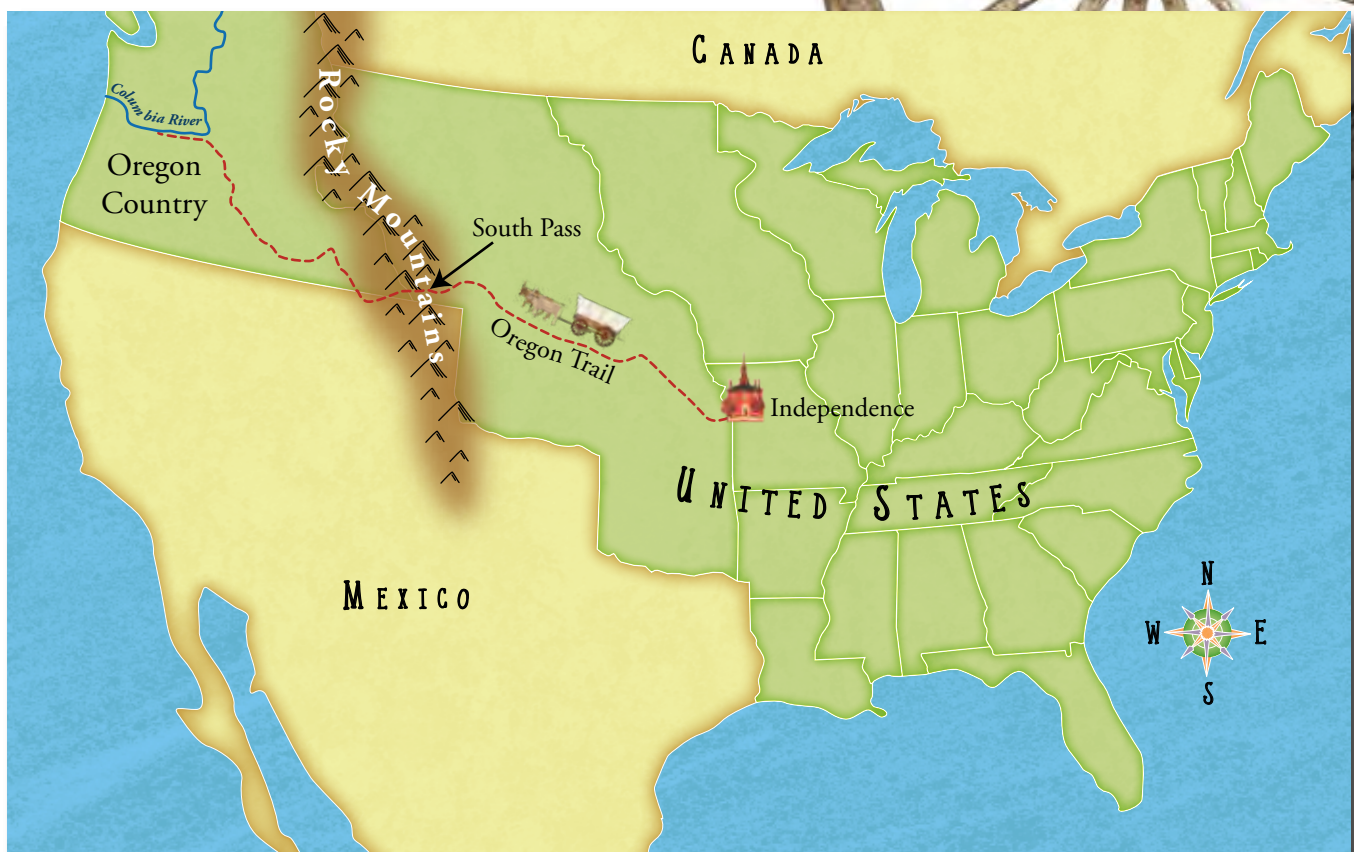 CANADA
Rocky Mountains
Columbia River
Oregon
Country
South Pass
Oregon Trail
Independence
UNITED STATES
MEXICO
N
W E
S